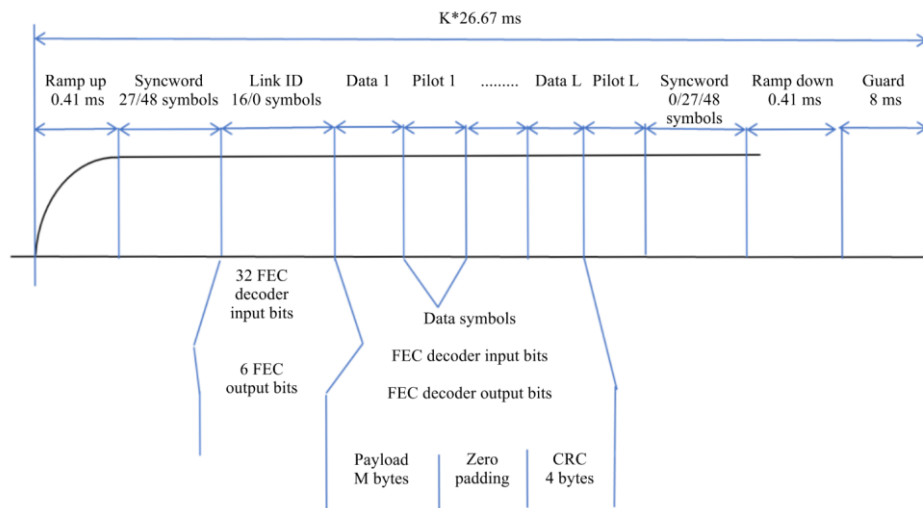 K*26.67 ms
Ramp up
0.41 ms
Syncword
27/48 symbols
Link ID
16/0 symbols
Data 1
Pilot 1
.........
Data L
Pilot L
Syncword
0/27/48
symbols
Ramp down
0.41 ms
Guard
8 ms
32 FEC
decoder
input bits
6 FEC
output bits
Data symbols
FEC decoder input bits
FEC decoder output bits
Payload
M bytes
Zero
padding
CRC
4 bytes